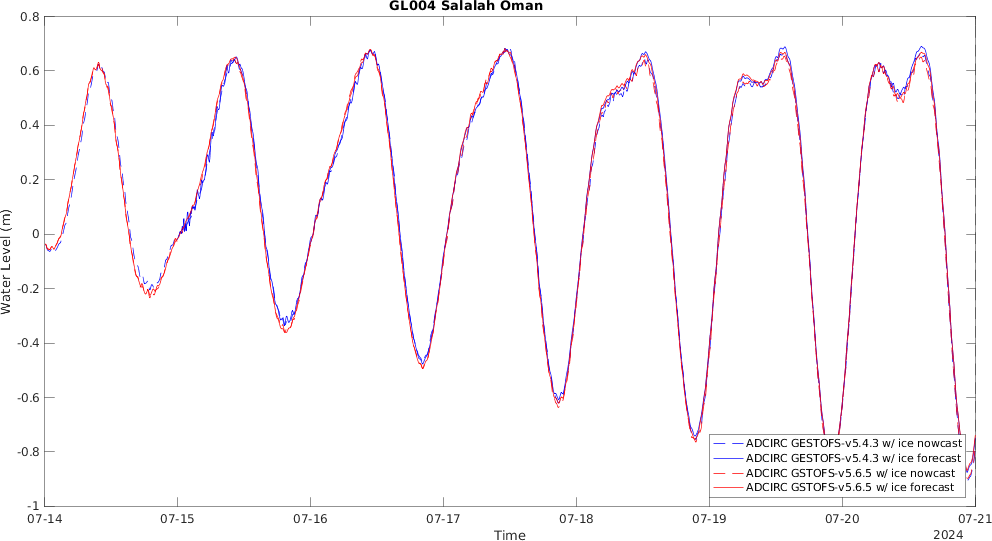 GL004 Salalah Oman
0.8
0.6
0.4
0.2
0
-0.2
-0.4
-0.6
-0.8
-1
Water Level (m)
ADCIRC GESTOFS-v5.4.3 w/ ice nowcast
ADCIRC GESTOFS-v5.4.3 w/ ice forecast
ADCIRC GSTOFS-v5.6.5 w/ ice nowcast
ADCIRC GSTOFS-v5.6.5 w/ ice forecast
07-14 07-15 07-16 07-17 07-18 07-19 07-20 07-21
Time
2024